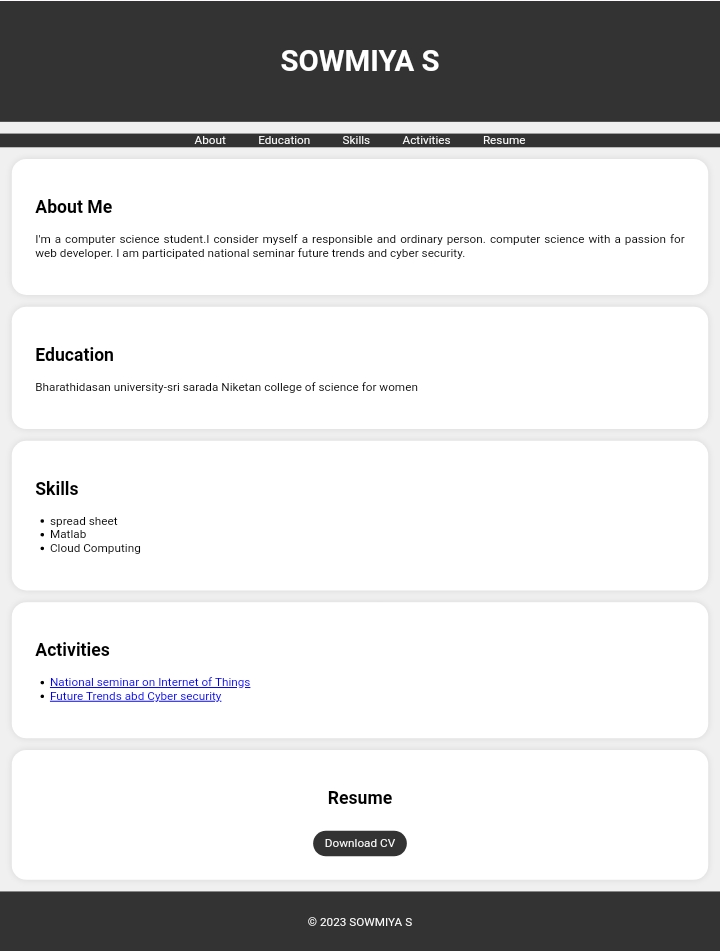 SOWMIYA S
About Education Skills Activities Resume
About Me
I'm a computer science student.I consider myself a responsible and ordinary person. computer science with a passion for
web developer. I am participated national seminar future trends and cyber security.
Education
Bharathidasan university-sri sarada Niketan college of science for women
Skills
• spread sheet
• Matlab
• Cloud Computing
Activities
• National seminar on Internet of Things
• Future Trends abd Cyber security
Resume
Download CV
© 2023 SOWMIYA S